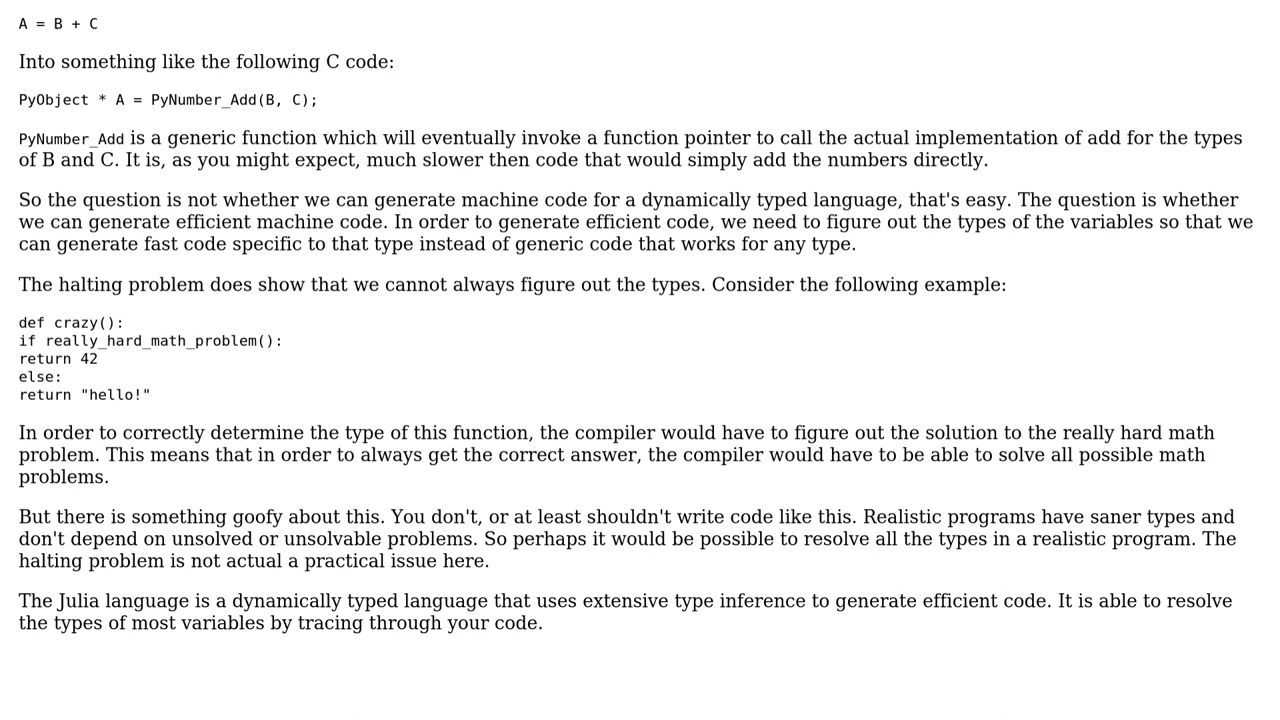 A = B + C
Into something like the following C code:
PyObject * A = PyNumber_Add(B, C);
PyNumber_Add is a generic function which will eventually invoke a function pointer to call the actual implementation of add for the types
of B and C. It is, as you might expect, much slower then code that would simply add the numbers directly.
So the question is not whether we can generate machine code for a dynamically typed language, that's easy. The question is whether
we can generate efficient machine code. In order to generate efficient code, we need to figure out the types of the variables so that we
can generate fast code specific to that type instead of generic code that works for any type.
The halting problem does show that we cannot always figure out the types. Consider the following example:
def crazy():
if really_hard_math_problem():
return 42
else:
return "hello!"
In order to correctly determine the type of this function, the compiler would have to figure out the solution to the really hard math
problem. This means that in order to always get the correct answer, the compiler would have to be able to solve all possible math
problems.
But there is something goofy about this. You don't, or at least shouldn't write code like this. Realistic programs have saner types and
don't depend on unsolved or unsolvable problems. So perhaps it would be possible to resolve all the types in a realistic program. The
halting problem is not actual a practical issue here.
The Julia language is a dynamically typed language that uses extensive type inference to generate efficient code. It is able to resolve
the types of most variables by tracing through your code.